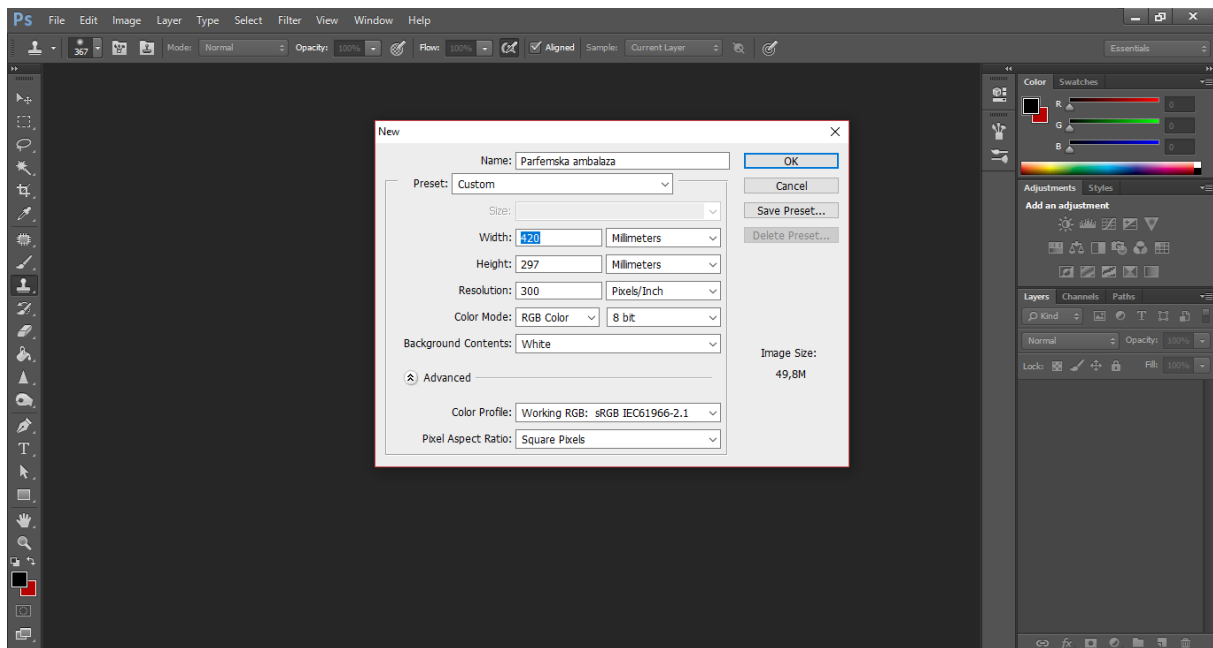 Ps File Edit Image Layer Type Select Filter View Window Help
367 Mode: Normal Opacity: 100% Flow: 100% Aligned Sample: Current Layer Essentials
New
Name: Parfemska ambalaza
Preset: Custom
Size:
Width: 420 Milimeters
Height: 297 Milimeters
Resolution: 300 Pixels/Inch
Color Mode: RGB Color 8 bit
Background Contents: White
Advanced
Color Profile: Working RGB: sRGB IEC61966-2.1
Pixel Aspect Ratio: Square Pixels
OK
Cancel
Save Preset...
Delete Preset...
Image Size:
49,8M
Color Swatches
R 0
G 0
B 0
Adjustments Styles
Add an adjustment
Layers Channels Paths
Kind
Normal Opacity: 100%
Lock: Fill: 100%